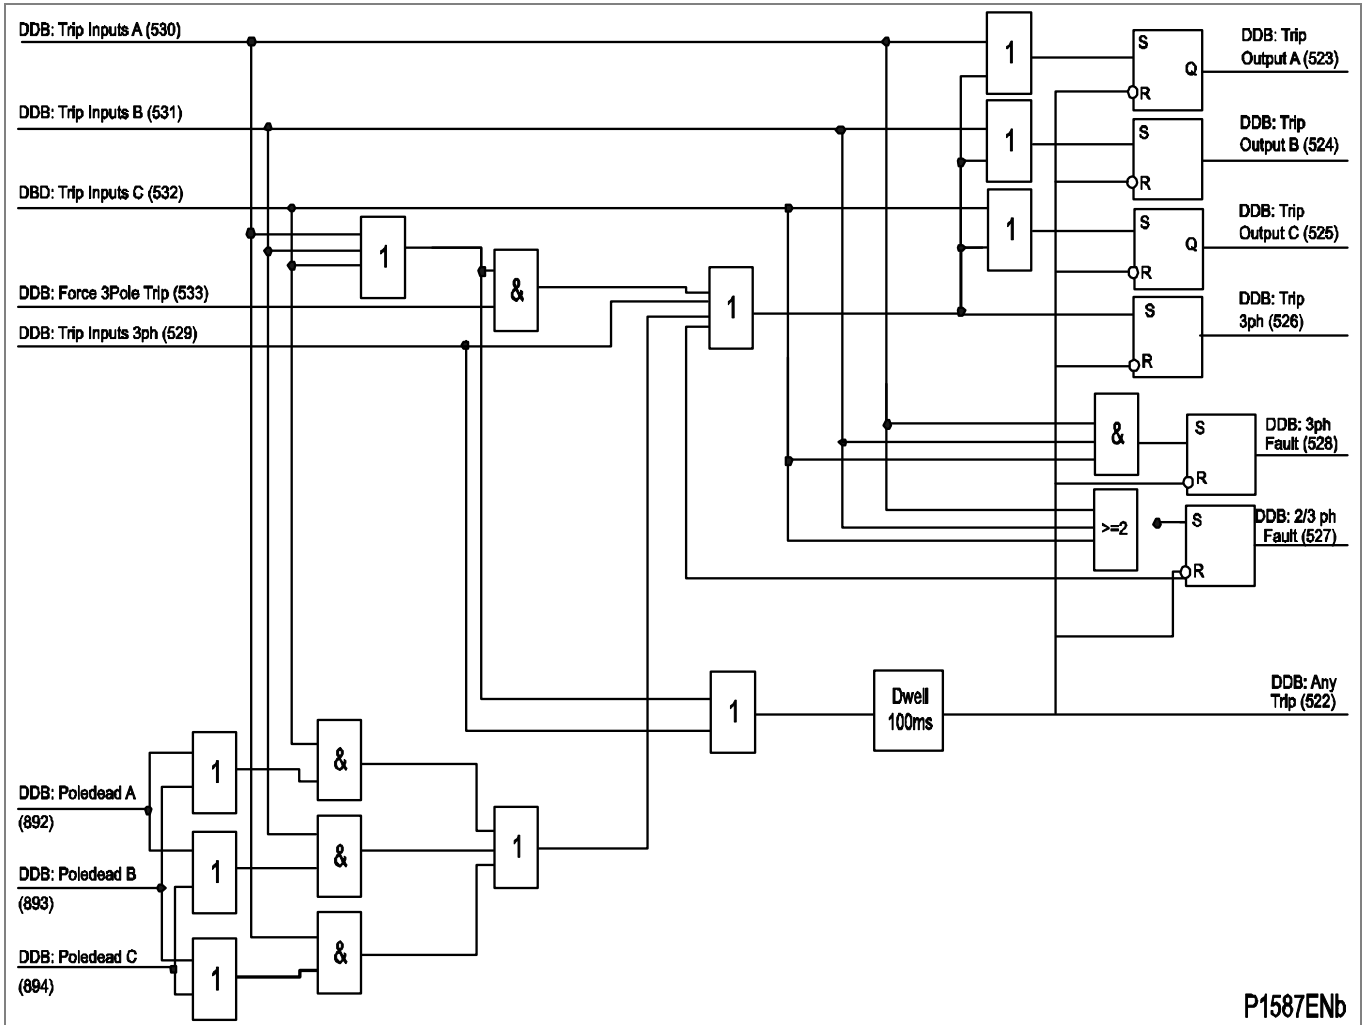 DDB: Trip Inputs A (530)
DDB: Trip Inputs B (531)
DBD: Trip Inputs C (532)
DDB: Force 3Pole Trip (533)
DDB: Trip Inputs 3ph (529)
DDB: Poledead A
(892)
DDB: Poledead B
(893)
DDB: Poledead C
(894)
1
1
1
1
&
&
&
&
1
1
1
Dwell
100ms
1
1
1
&
>=2
S
Q
R
S
R
S
Q
R
S
R
S
R
S
R
DDB: Trip
Output A (523)
DDB: Trip
Output B (524)
DDB: Trip
Output C (525)
DDB: Trip
3ph (526)
DDB: 3ph
Fault (528)
DDB: 2/3 ph
Fault (527)
DDB: Any
Trip (522)
P1587ENb